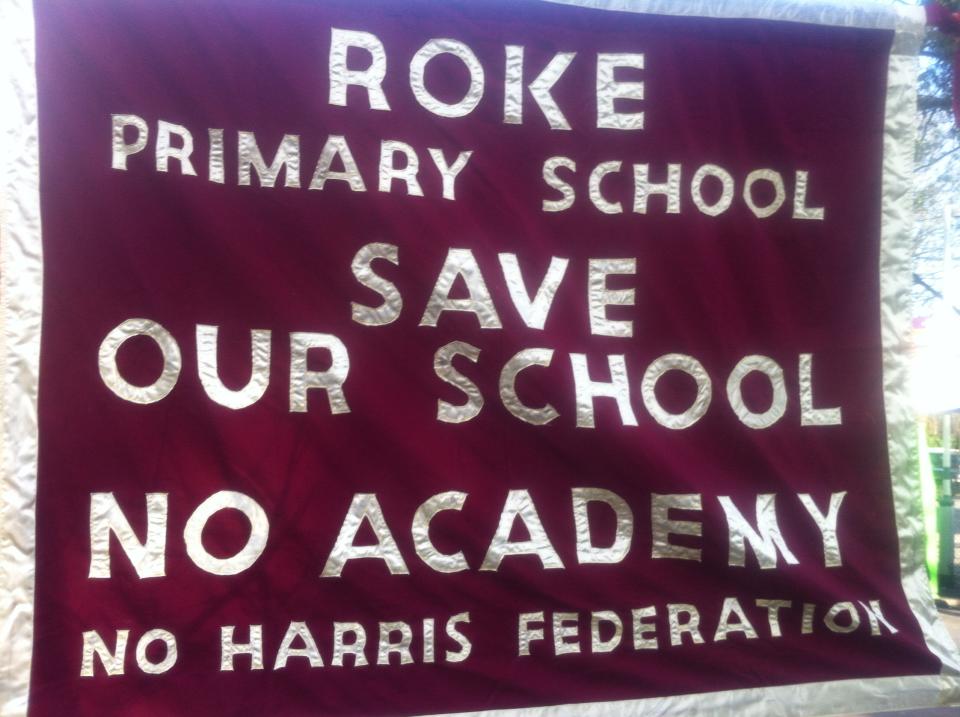 ROKE
PRIMARY SCHOOL
SAVE
OUR SCHOOL
NO ACADEMY
NO HARRIS FEDERATION